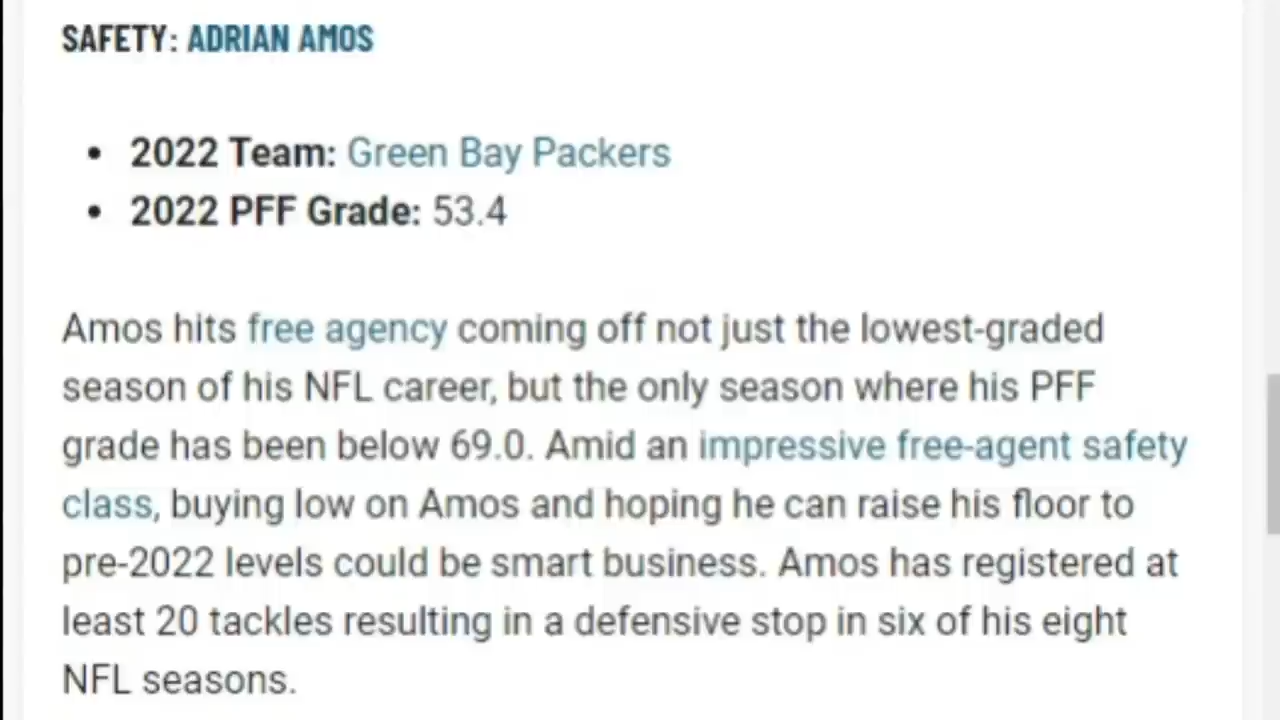 SAFETY: ADRIAN AMOS
• 2022 Team: Green Bay Packers
• 2022 PFF Grade: 53.4
Amos hits free agency coming off not just the lowest-graded
season of his NFL career, but the only season where his PFF
grade has been below 69.0. Amid an impressive free-agent safety
class, buying low on Amos and hoping he can raise his floor to
pre-2022 levels could be smart business. Amos has registered at
least 20 tackles resulting in a defensive stop in six of his eight
NFL seasons.